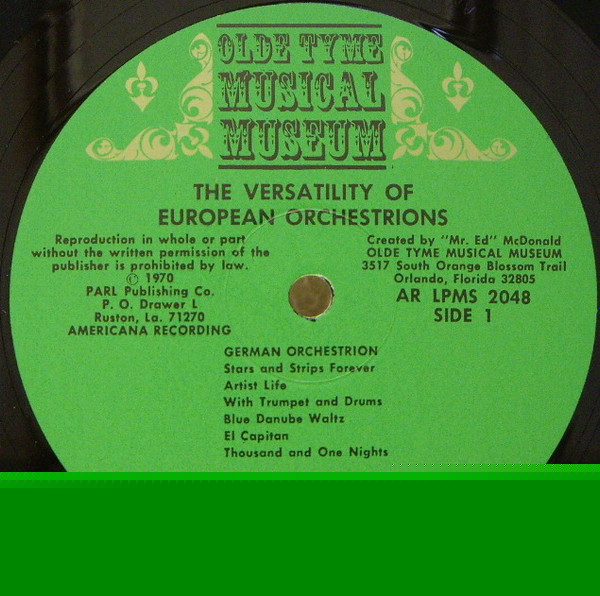 OLDE TYME
MUSICAL
MUSEUM
THE VERSATILITY OF
EUROPEAN ORCHESTRIONS
Reproduction in whole or part
without the written permission of the
publisher is prohibited by law.
© 1970
PARL Publishing Co.
P. O. Drawer L
Ruston, La. 71270
AMERICANA RECORDING
Created by "Mr. Ed" McDonald
OLDE TYME MUSICAL MUSEUM
3517 South Orange Blossom Trail
Orlando, Florida 32805
AR LPMS 2048
SIDE 1
GERMAN ORCHESTRION
Stars and Strips Forever
Artist Life
With Trumpet and Drums
Blue Danube Waltz
El Capitan
Thousand and One Nights